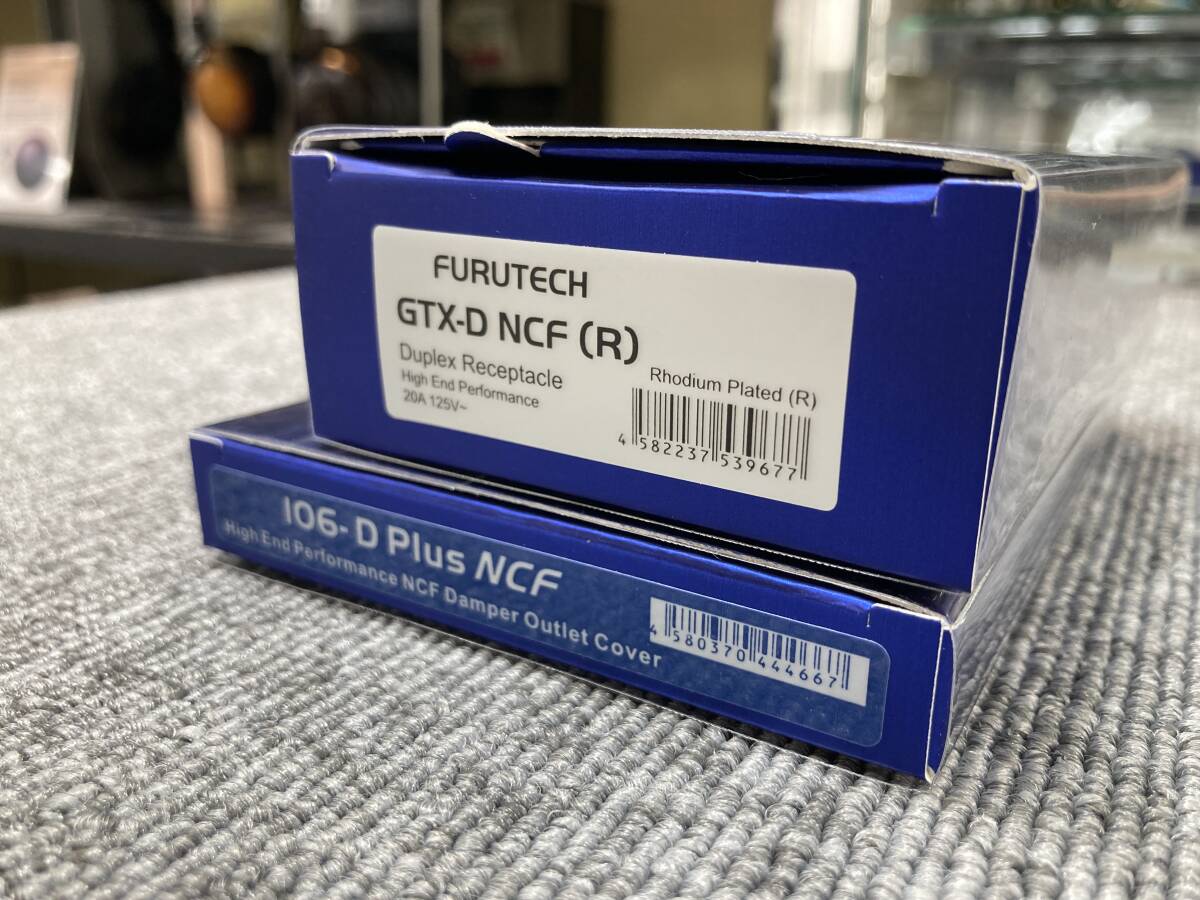 FURUTECH
GTX-D NCF (R)
Duplex Receptacle
High End Performance
20A 125V~
Rhodium Plated (R)
4 582237 539677
106-D Plus NCF
High End Performance NCF Damper Outlet Cover
4 580370 444667